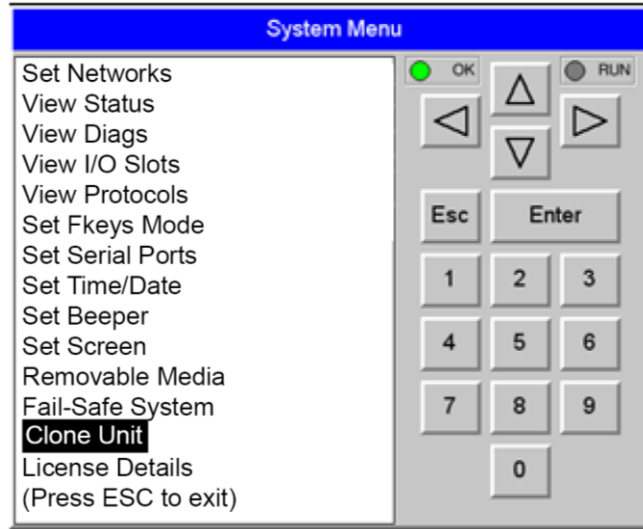 System Menu
Set Networks
View Status
View Diags
View I/O Slots
View Protocols
Set Fkeys Mode
Set Serial Ports
Set Time/Date
Set Beeper
Set Screen
Removable Media
Fail-Safe System
Clone Unit
License Details
(Press ESC to exit)
OK
RUN
Esc
Enter
1
2
3
4
5
6
7
8
9
0